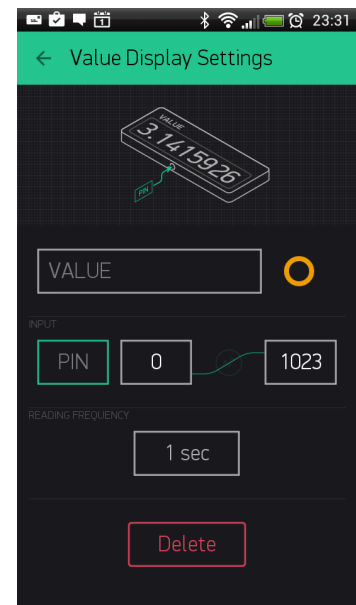 23:31
Value Display Settings
VALUE
3.1415926
PIN
VALUE
INPUT
PIN 0 1023
READING FREQUENCY
1 sec
Delete